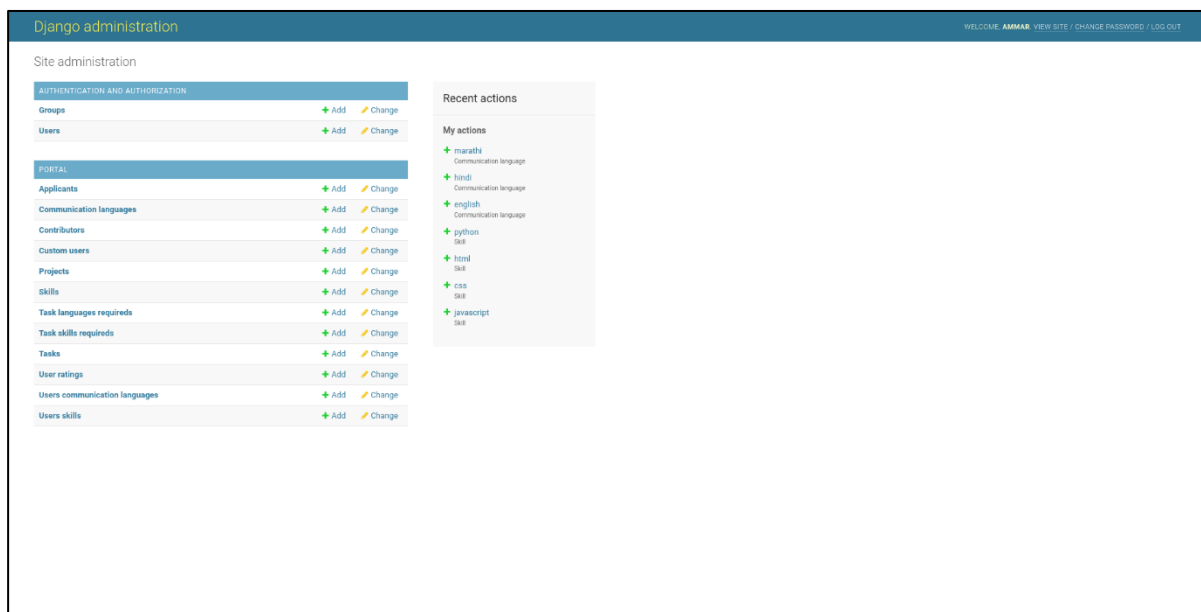 Django administration
WELCOME, AMMAR. VIEW SITE / CHANGE PASSWORD / LOG OUT
Site administration
AUTHENTICATION AND AUTHORIZATION
Groups + Add Change
Users + Add Change
PORTAL
Applicants + Add Change
Communication languages + Add Change
Contributors + Add Change
Custom users + Add Change
Projects + Add Change
Skills + Add Change
Task languages requireds + Add Change
Task skills requireds + Add Change
Tasks + Add Change
User ratings + Add Change
Users communication languages + Add Change
Users skills + Add Change
Recent actions
My actions
+ marathi
Communication language
+ hindi
Communication language
+ english
Communication language
+ python
Skill
+ html
Skill
+ css
Skill
+ javascript
Skill